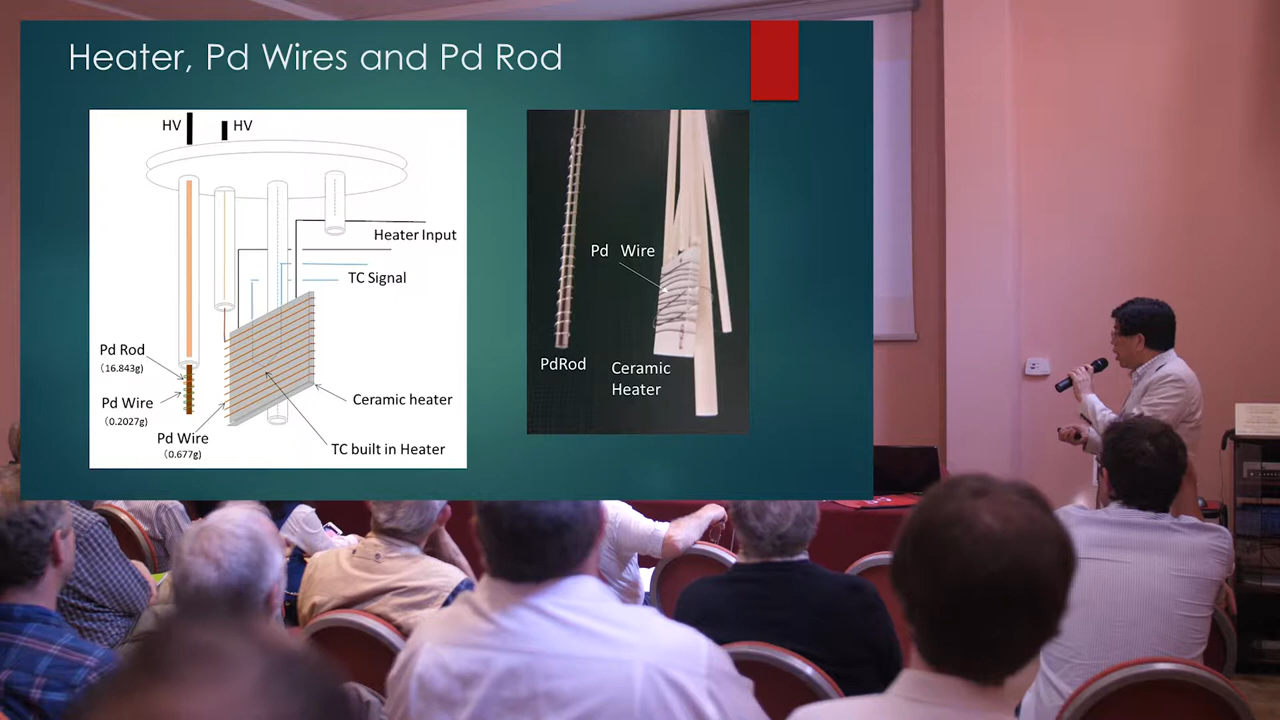 Heater, Pd Wires and Pd Rod
HV
HV
Heater Input
TC Signal
Pd Rod
(16.843g)
Pd Wire
(0.2027g)
Pd Wire
(0.677g)
Ceramic heater
TC built in Heater
Pd Wire
PdRod
Ceramic
Heater